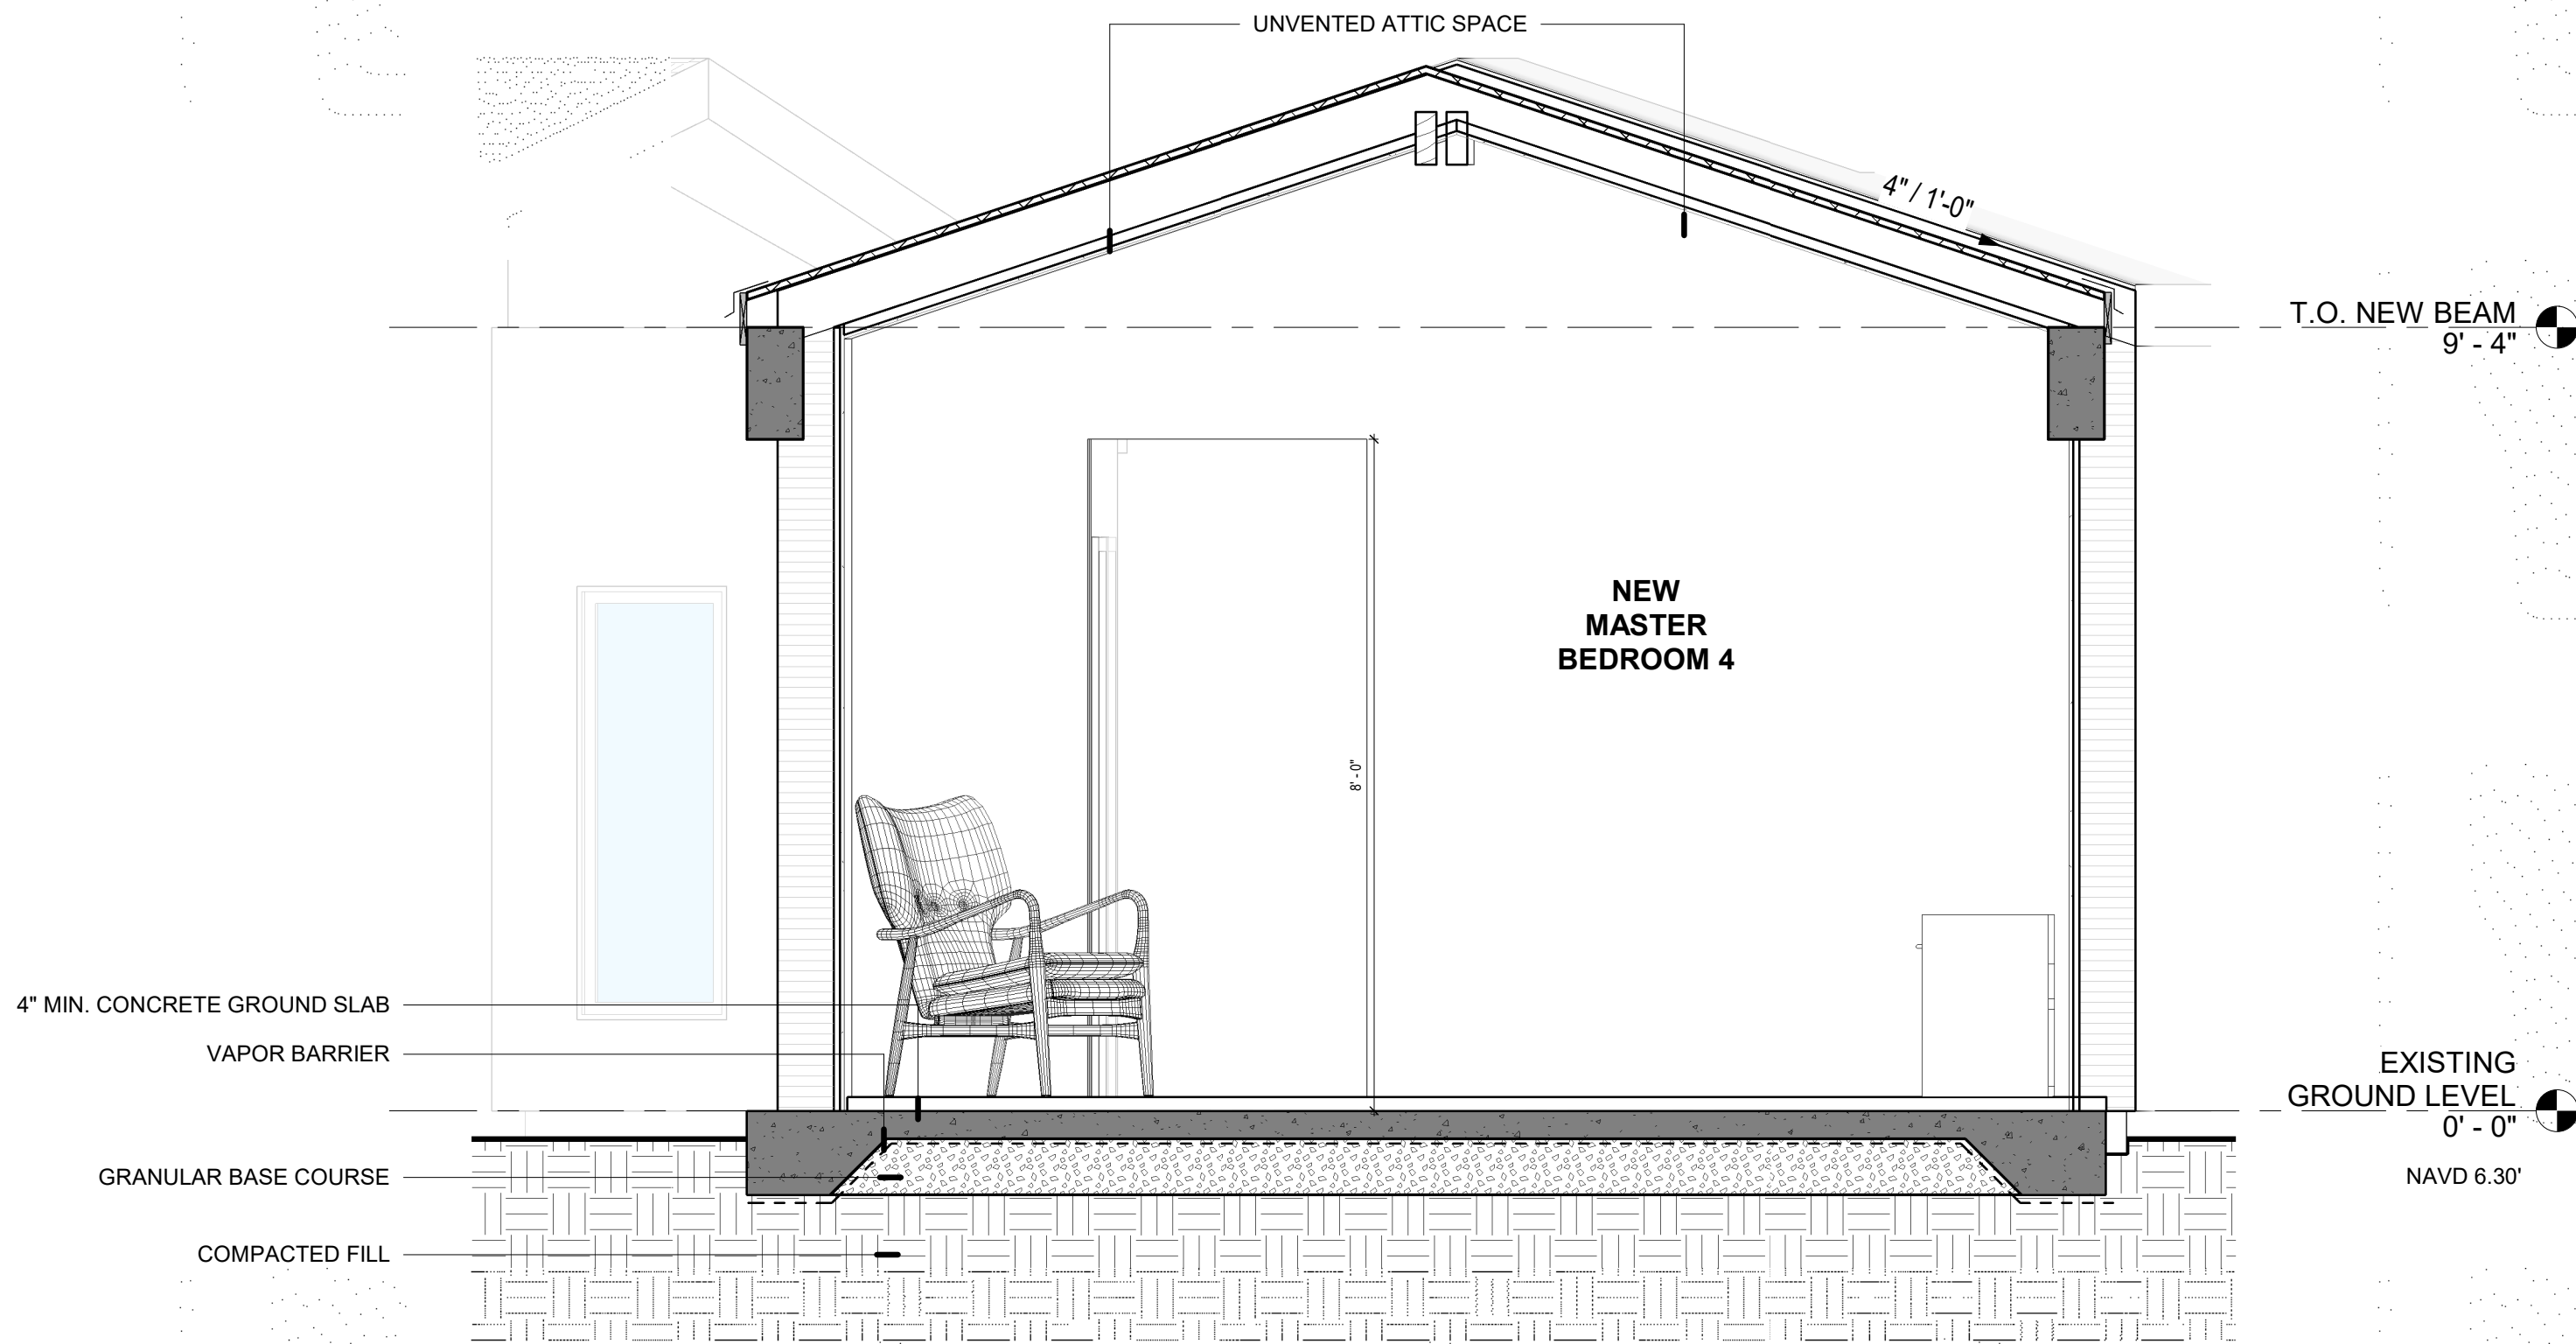 UNVENTED ATTIC SPACE
4" / 1'-0"
T.O. NEW BEAM
9' - 4"
NEW
MASTER
BEDROOM 4
8' - 0"
4" MIN. CONCRETE GROUND SLAB
VAPOR BARRIER
EXISTING
GROUND LEVEL
0' - 0"
GRANULAR BASE COURSE
NAVD 6.30'
COMPACTED FILL